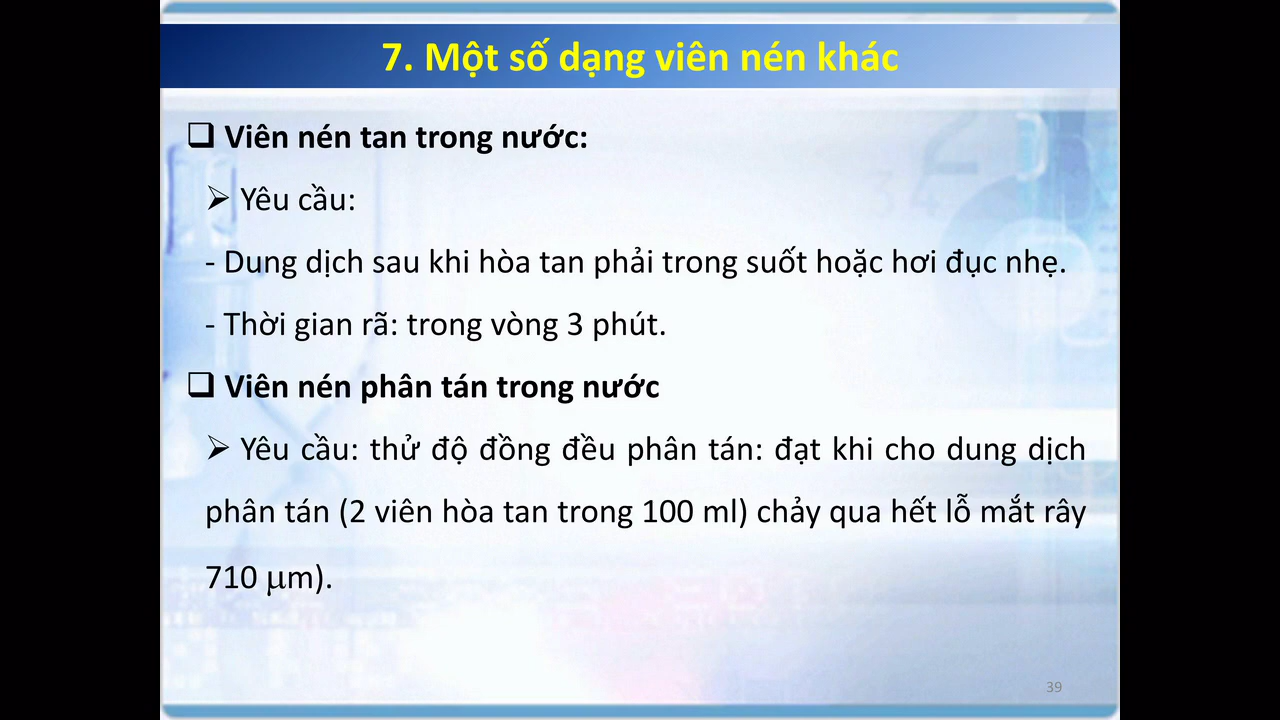 7. Một số dạng viên nén khác
❑ Viên nén tan trong nước:
➢ Yêu cầu:
- Dung dịch sau khi hòa tan phải trong suốt hoặc hơi đục nhẹ.
- Thời gian rã: trong vòng 3 phút.
❑ Viên nén phân tán trong nước
➢ Yêu cầu: thử độ đồng đều phân tán: đạt khi cho dung dịch
phân tán (2 viên hòa tan trong 100 ml) chảy qua hết lỗ mắt rây
710 μm).
39